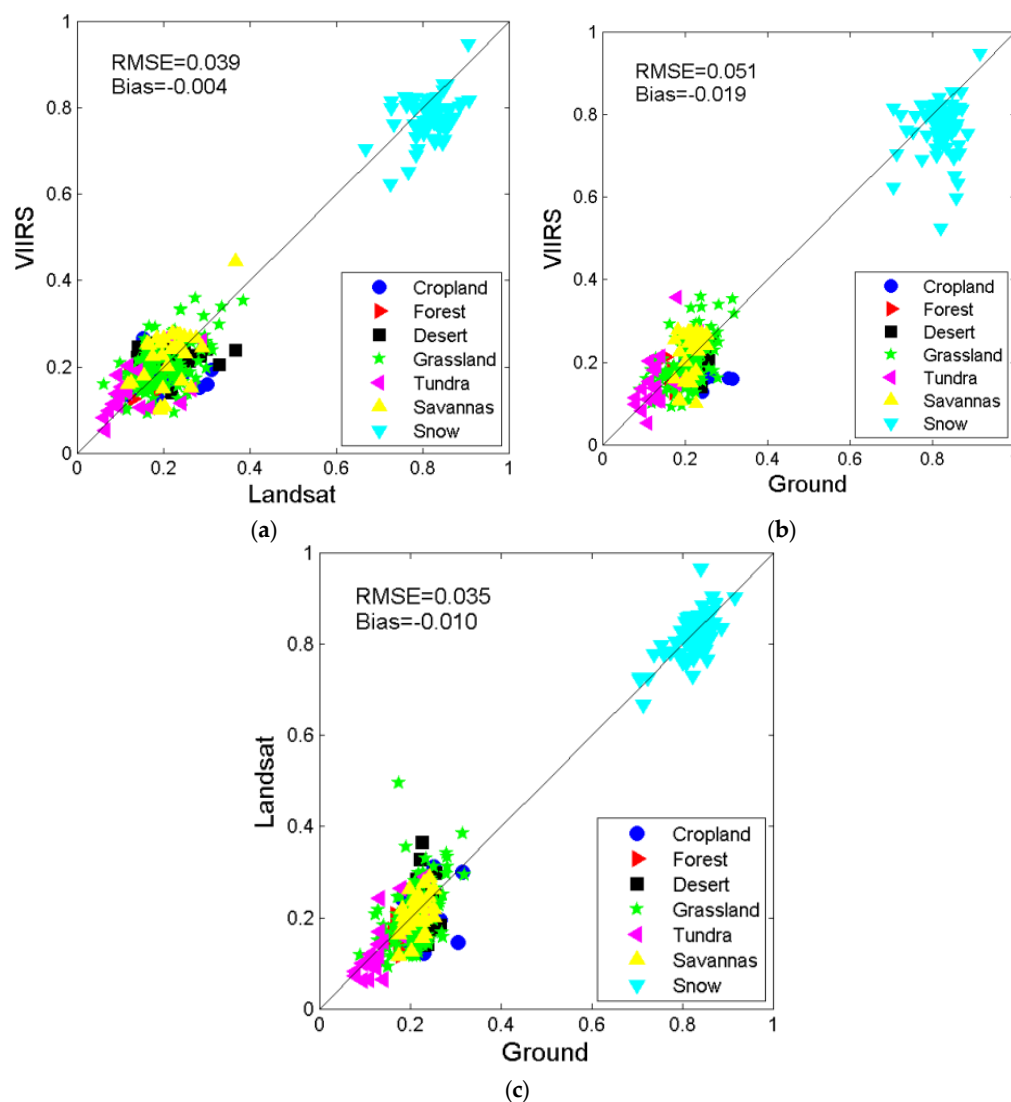 RMSE=0.039
Bias=-0.004
1
0.8
0.6
0.4
0.2
0
VIIRS
Cropland
Forest
Desert
Grassland
Tundra
Savannas
Snow
0 0.2 0.4 0.6 0.8 1
Landsat
(a)
RMSE=0.051
Bias=-0.019
1
0.8
0.6
0.4
0.2
0
VIIRS
Cropland
Forest
Desert
Grassland
Tundra
Savannas
Snow
0 0.2 0.4 0.6 0.8 1
Ground
(b)
RMSE=0.035
Bias=-0.010
1
0.8
0.6
0.4
0.2
0
Landsat
Cropland
Forest
Desert
Grassland
Tundra
Savannas
Snow
0 0.2 0.4 0.6 0.8 1
Ground
(c)